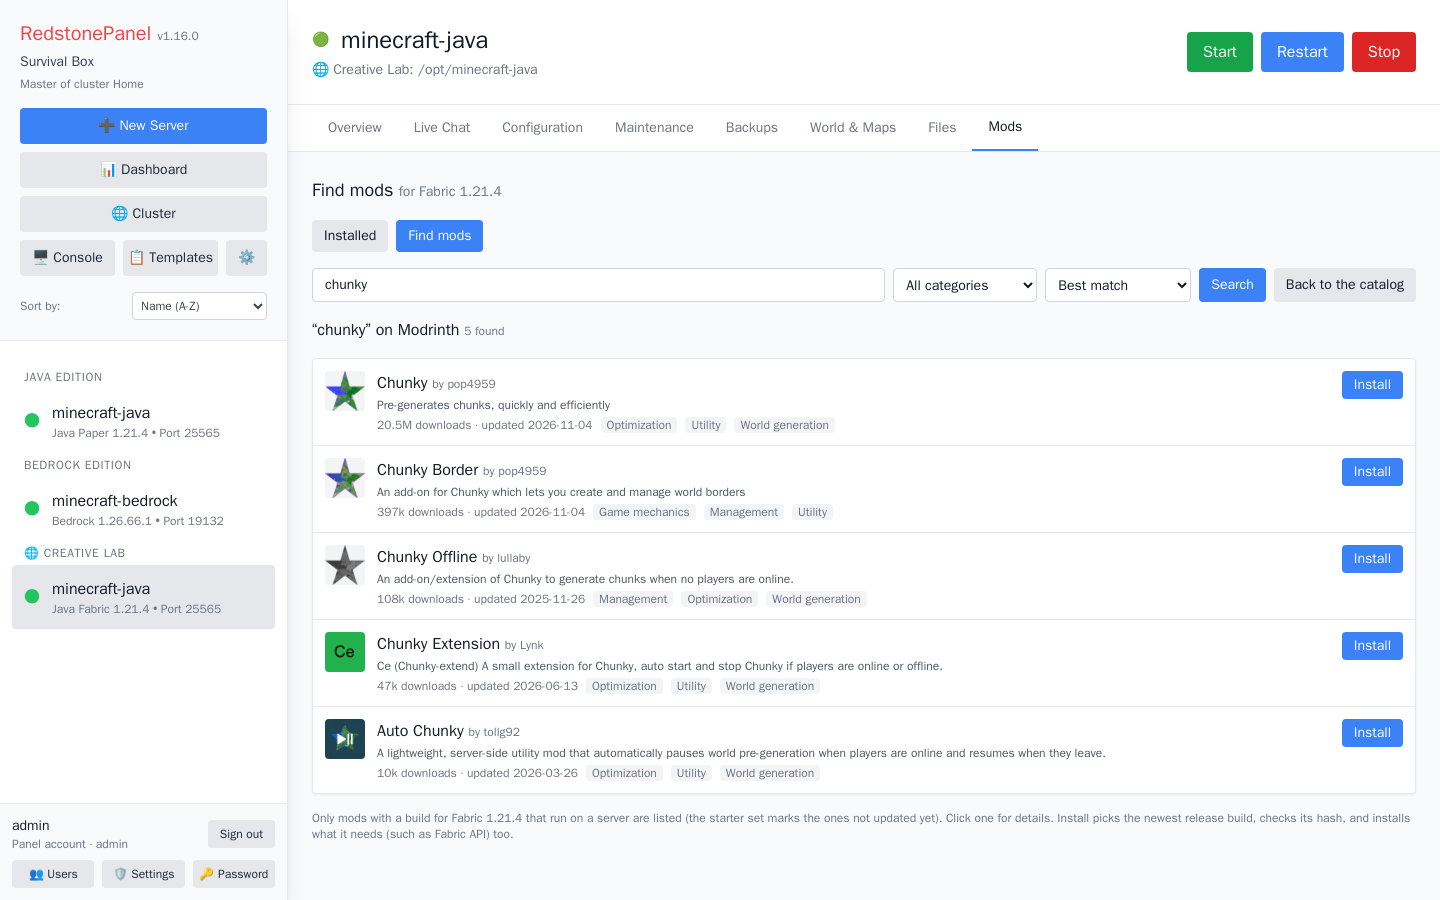 RedstonePanel v1.16.0
Survival Box
Master of cluster Home
➕ New Server
📊 Dashboard
🌐 Cluster
🖥️ Console
📋 Templates
⚙️
Sort by:
Name (A-Z)
JAVA EDITION
minecraft-java
Java Paper 1.21.4 • Port 25565
BEDROCK EDITION
minecraft-bedrock
Bedrock 1.26.66.1 • Port 19132
🌐 CREATIVE LAB
minecraft-java
Java Fabric 1.21.4 • Port 25565
admin
Panel account · admin
Sign out
👥 Users
🛡️ Settings
🔑 Password
minecraft-java
🌐 Creative Lab: /opt/minecraft-java
Start
Restart
Stop
Overview
Live Chat
Configuration
Maintenance
Backups
World & Maps
Files
Mods
Find mods for Fabric 1.21.4
Installed
Find mods
chunky
All categories
Best match
Search
Back to the catalog
“chunky” on Modrinth 5 found
Chunky by pop4959
Pre-generates chunks, quickly and efficiently
20.5M downloads · updated 2026-11-04 Optimization Utility World generation
Install
Chunky Border by pop4959
An add-on for Chunky which lets you create and manage world borders
397k downloads · updated 2026-11-04 Game mechanics Management Utility
Install
Chunky Offline by lullaby
An add-on/extension of Chunky to generate chunks when no players are online.
108k downloads · updated 2025-11-26 Management Optimization World generation
Install
Ce
Chunky Extension by Lynk
Ce (Chunky-extend) A small extension for Chunky, auto start and stop Chunky if players are online or offline.
47k downloads · updated 2026-06-13 Optimization Utility World generation
Install
Auto Chunky by tollg92
A lightweight, server-side utility mod that automatically pauses world pre-generation when players are online and resumes when they leave.
10k downloads · updated 2026-03-26 Optimization Utility World generation
Install
Only mods with a build for Fabric 1.21.4 that run on a server are listed (the starter set marks the ones not updated yet). Click one for details. Install picks the newest release build, checks its hash, and installs
what it needs (such as Fabric API) too.